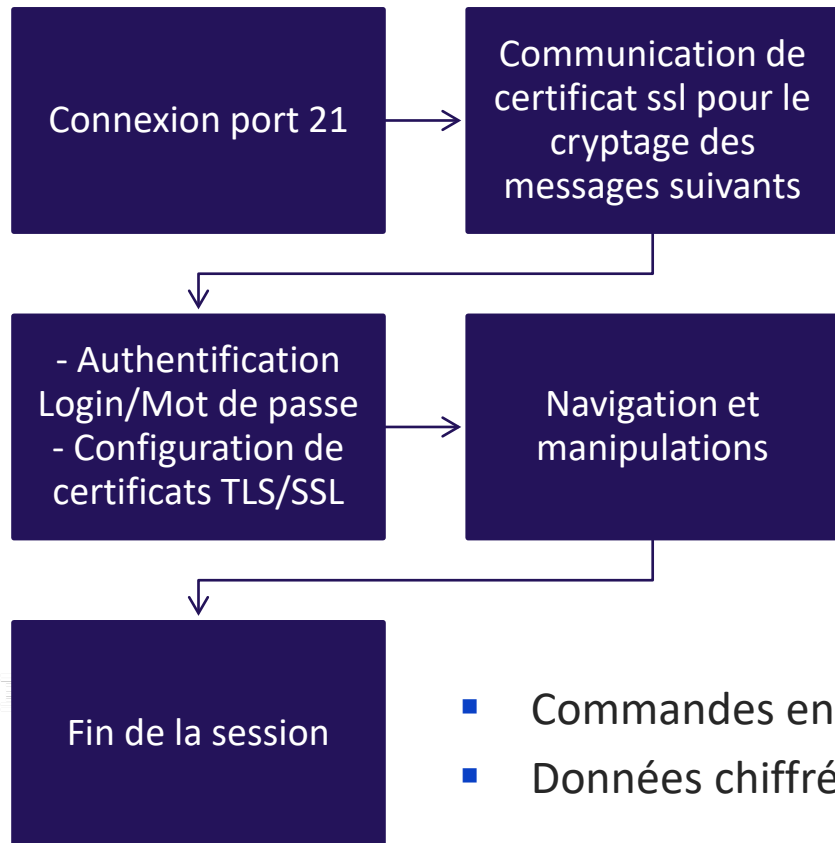 Connexion port 21
Communication de
certificat ssl pour le
cryptage des
messages suivants
- Authentification
Login/Mot de passe
- Configuration de
certificats TLS/SSL
Navigation et
manipulations
Fin de la session
▪ Commandes en
▪ Données chiffré